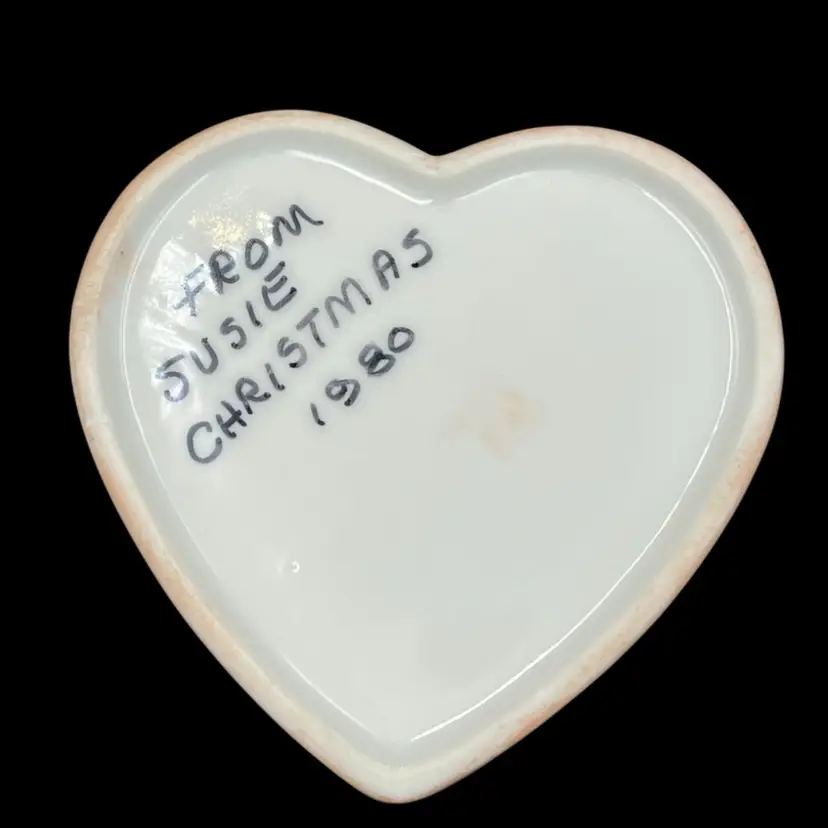 FROM
SUSIE
CHRISTMAS
1980